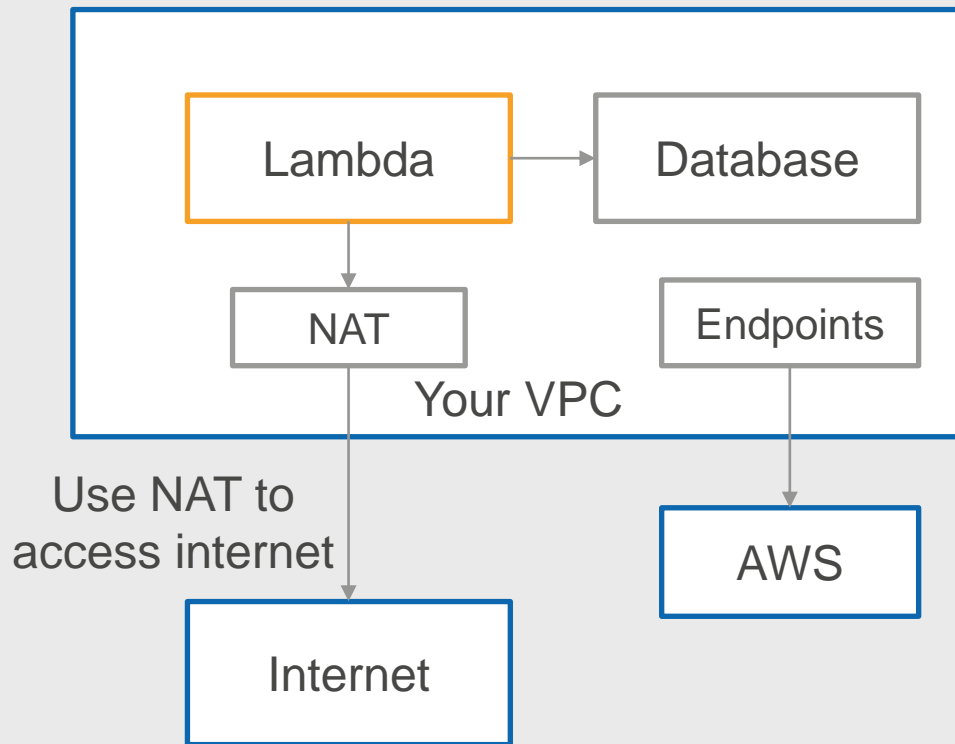 Lambda
Database
NAT
Endpoints
Your VPC
Use NAT to
access internet
AWS
Internet